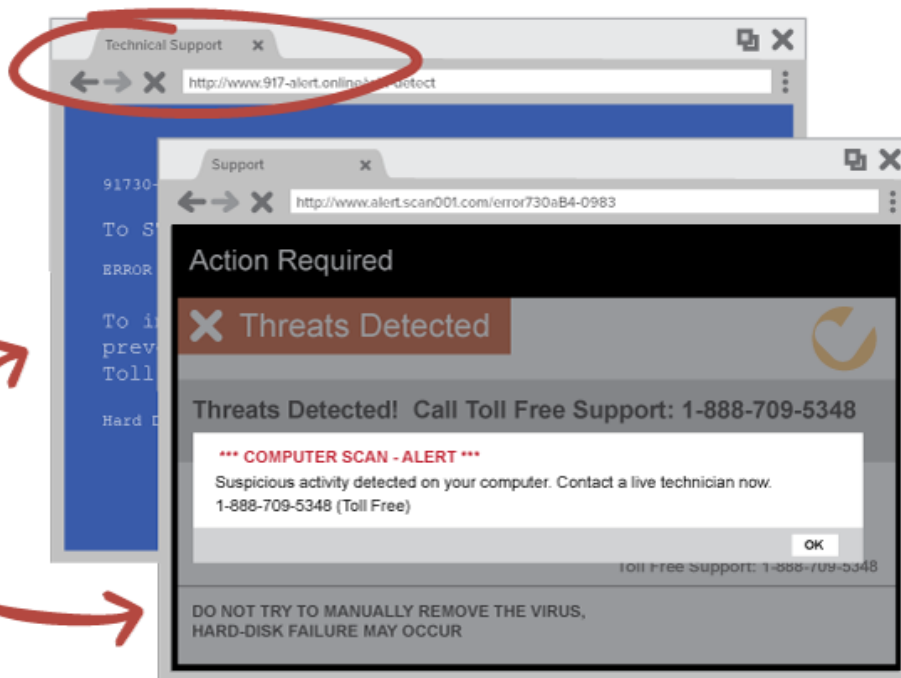 Technical Support
http://www.917-alert.online
detect
91730-
To
ERROR
To
Toll
Hard
Support
http://www.alert.scan001.com/error730aB4-0983
Action Required
Threats Detected
Threats Detected! Call Toll Free Support: 1-888-709-5348
*** COMPUTER SCAN - ALERT ***
Suspicious activity detected on your computer. Contact a live technician now.
1-888-709-5348 (Toll Free)
OK
Toll Free Support: 1-888-709-5348
DO NOT TRY TO MANUALLY REMOVE THE VIRUS,
HARD-DISK FAILURE MAY OCCUR